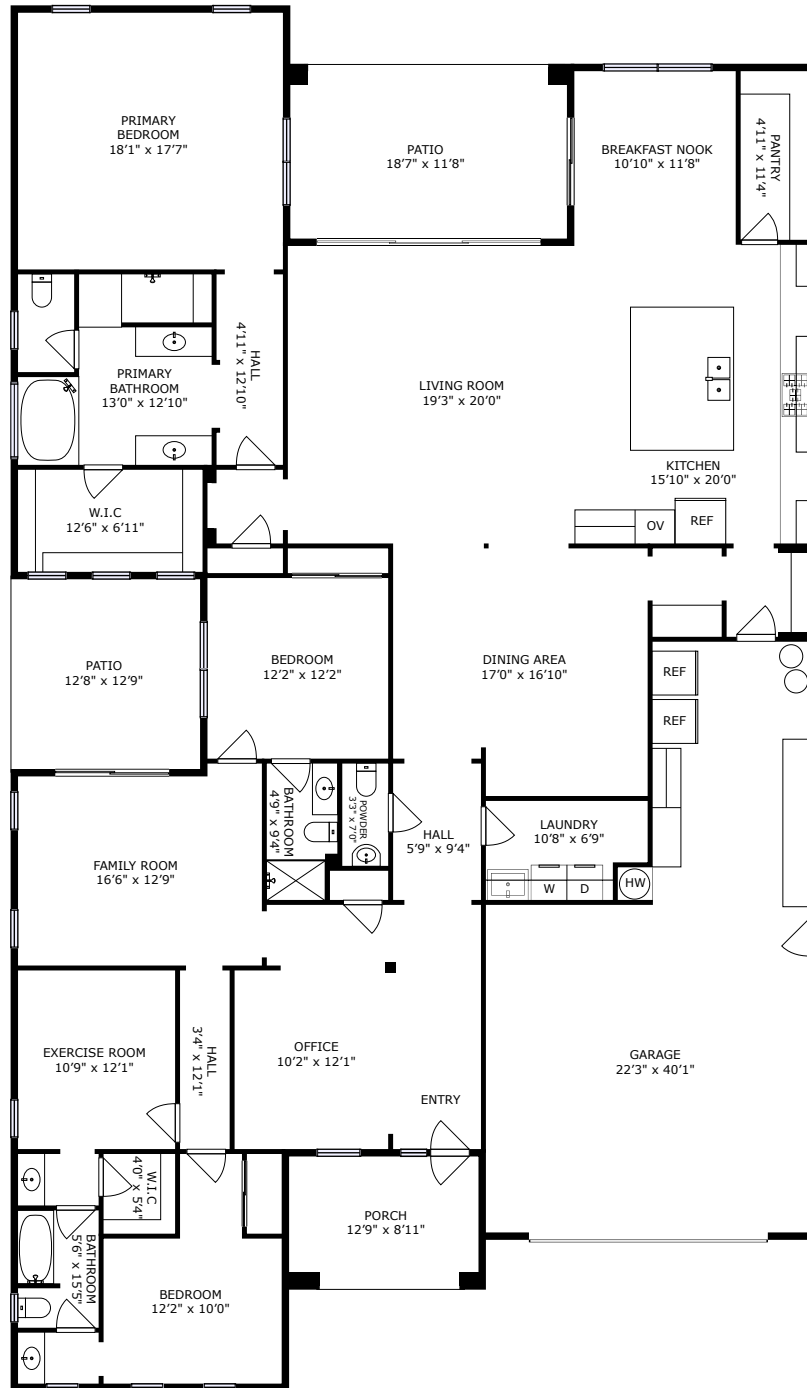 PRIMARY
BEDROOM
18'1" x 17'7"
PATIO
18'7" x 11'8"
BREAKFAST NOOK
10'10" x 11'8"
PANTRY
4'11" x 11'4"
HALL
4'11" x 12'10"
PRIMARY
BATHROOM
13'0" x 12'10"
LIVING ROOM
19'3" x 20'0"
KITCHEN
15'10" x 20'0"
W.I.C
12'6" x 6'11"
OV
REF
PATIO
12'8" x 12'9"
BEDROOM
12'2" x 12'2"
DINING AREA
17'0" x 16'10"
REF
REF
BATHROOM
4'9" x 9'4"
POWDER
3'3" x 7'0"
HALL
5'9" x 9'4"
LAUNDRY
10'8" x 6'9"
W
D
HW
FAMILY ROOM
16'6" x 12'9"
EXERCISE ROOM
10'9" x 12'1"
HALL
3'4" x 12'1"
OFFICE
10'2" x 12'1"
ENTRY
GARAGE
22'3" x 40'1"
W.I.C
4'0" x 5'4"
PORCH
12'9" x 8'11"
BATHROOM
5'6" x 15'5"
BEDROOM
12'2" x 10'0"